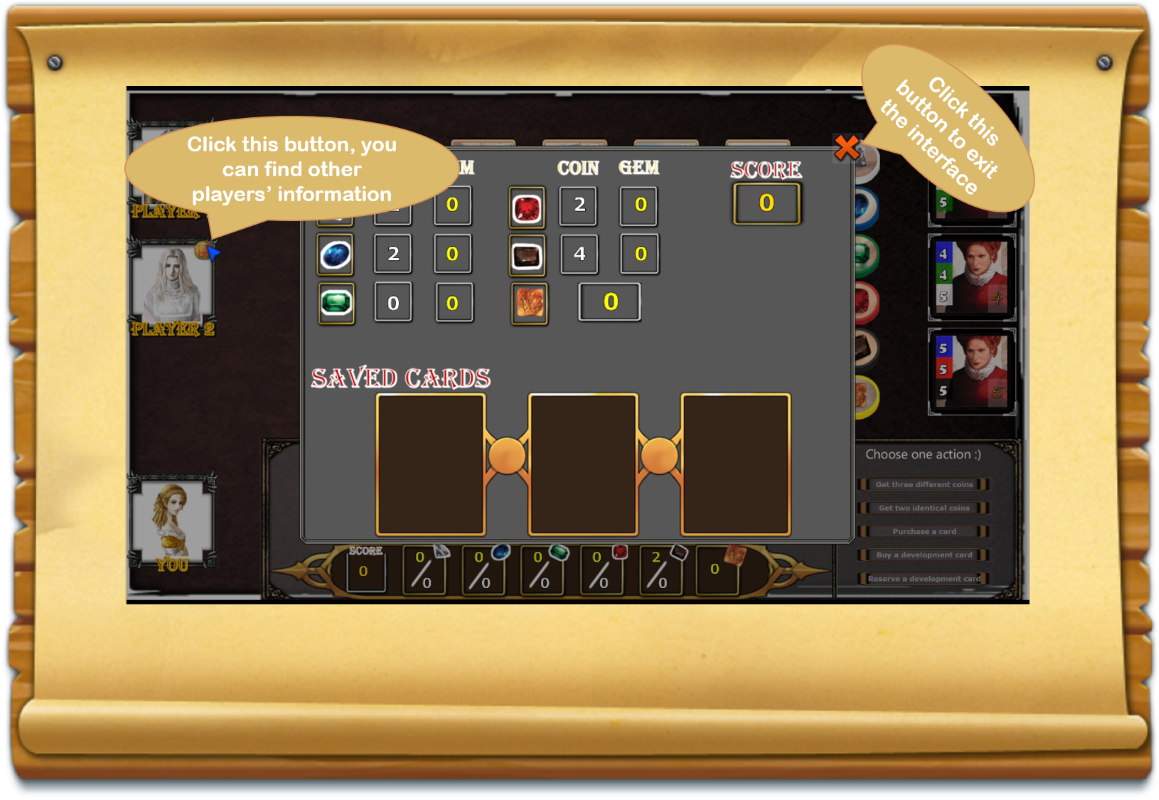 Click this button, you
can find other
players' information
Click this
button to exit
the interface
PLAYER
PLAYER 2
YOU
COIN GEM
SCORE
0
0
2
0
2
0
4
0
0
0
0
SAVED CARDS
5
4
4
5
5
5
5
Choose one action :)
Get three different coins
Get two identical coins
Purchase a card
Buy a development card
Reserve a development card
SCORE
0
0/0
0/0
0/0
0/0
2/0
0